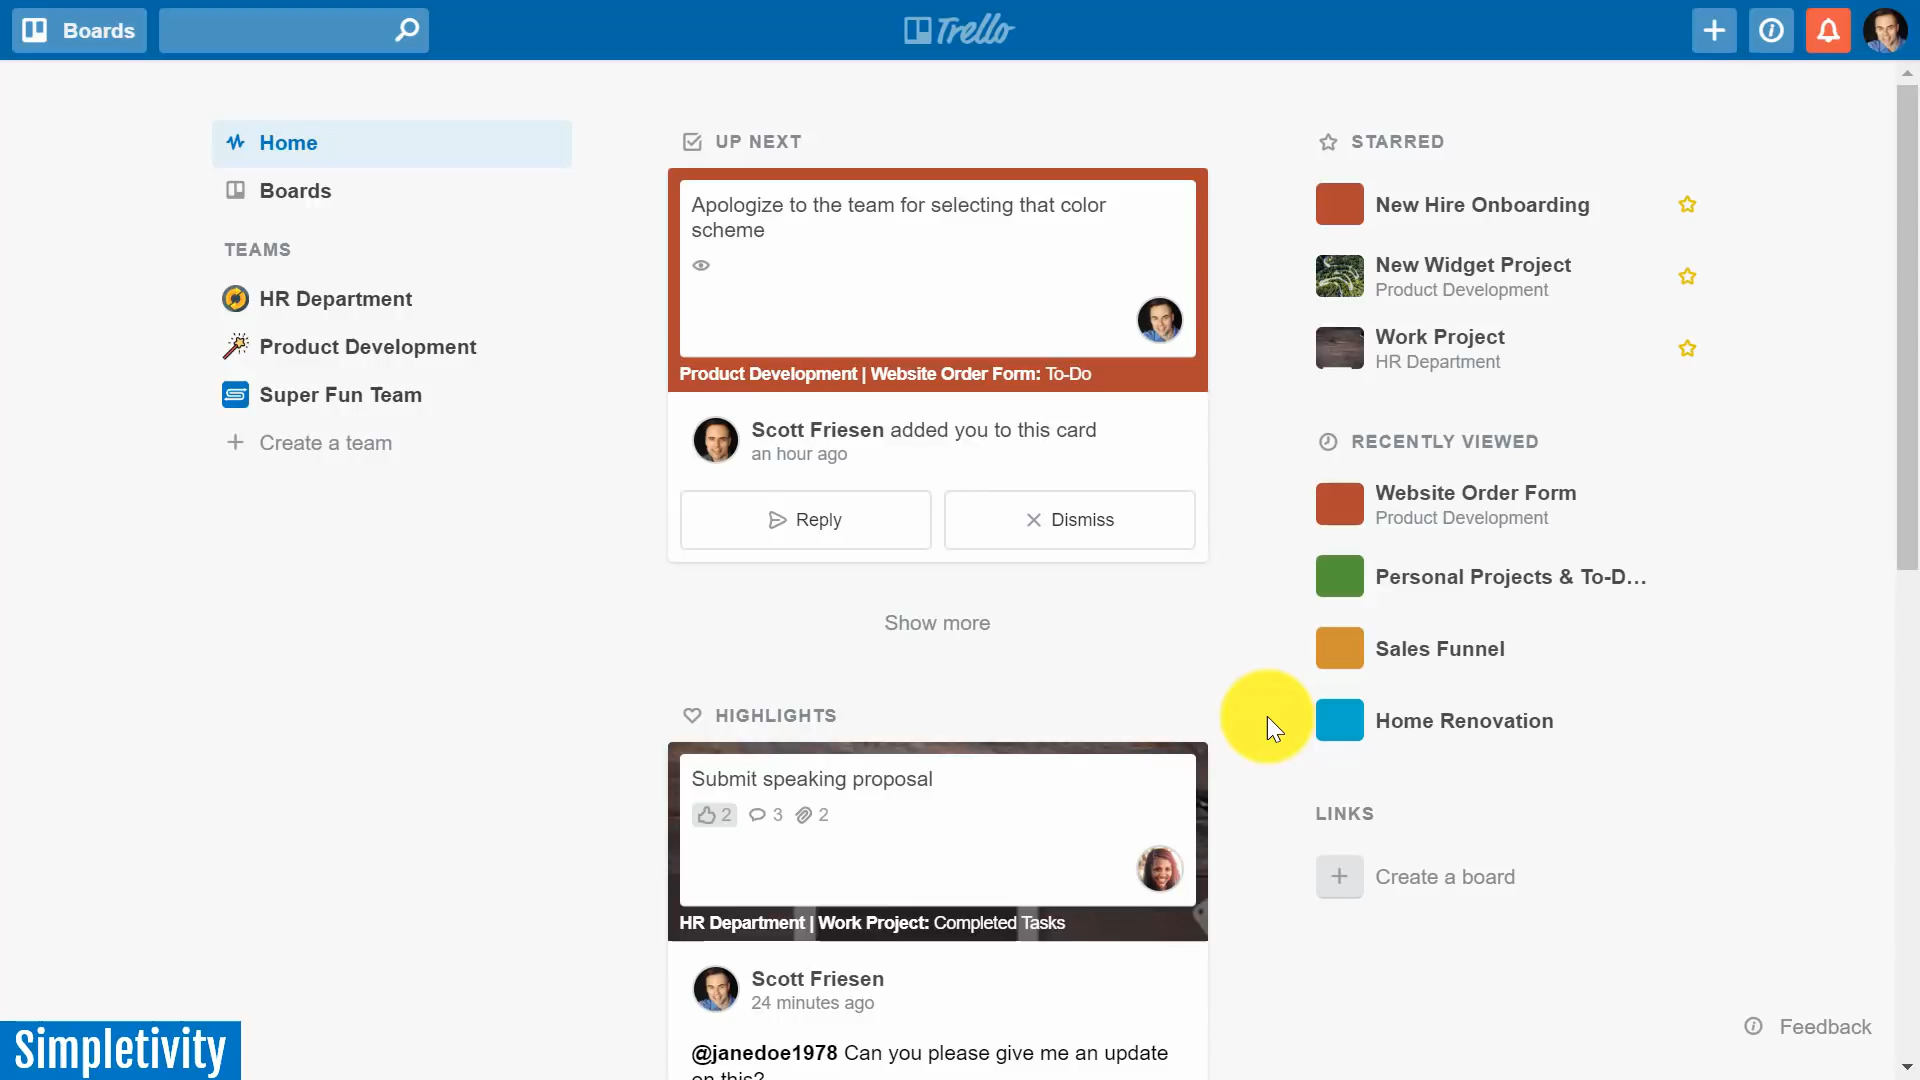 Boards
Trello
Home
Boards
TEAMS
HR Department
Product Development
Super Fun Team
Create a team
UP NEXT
Apologize to the team for selecting that color
scheme
Product Development | Website Order Form: To-Do
Scott Friesen added you to this card
an hour ago
Reply
Dismiss
Show more
HIGHLIGHTS
Submit speaking proposal
2 3 2
HR Department | Work Project: Completed Tasks
Scott Friesen
24 minutes ago
@janedoe1978 Can you please give me an update
on this?
STARRED
New Hire Onboarding
New Widget Project
Product Development
Work Project
HR Department
RECENTLY VIEWED
Website Order Form
Product Development
Personal Projects & To-D...
Sales Funnel
Home Renovation
LINKS
Create a board
Feedback
Simpletivity